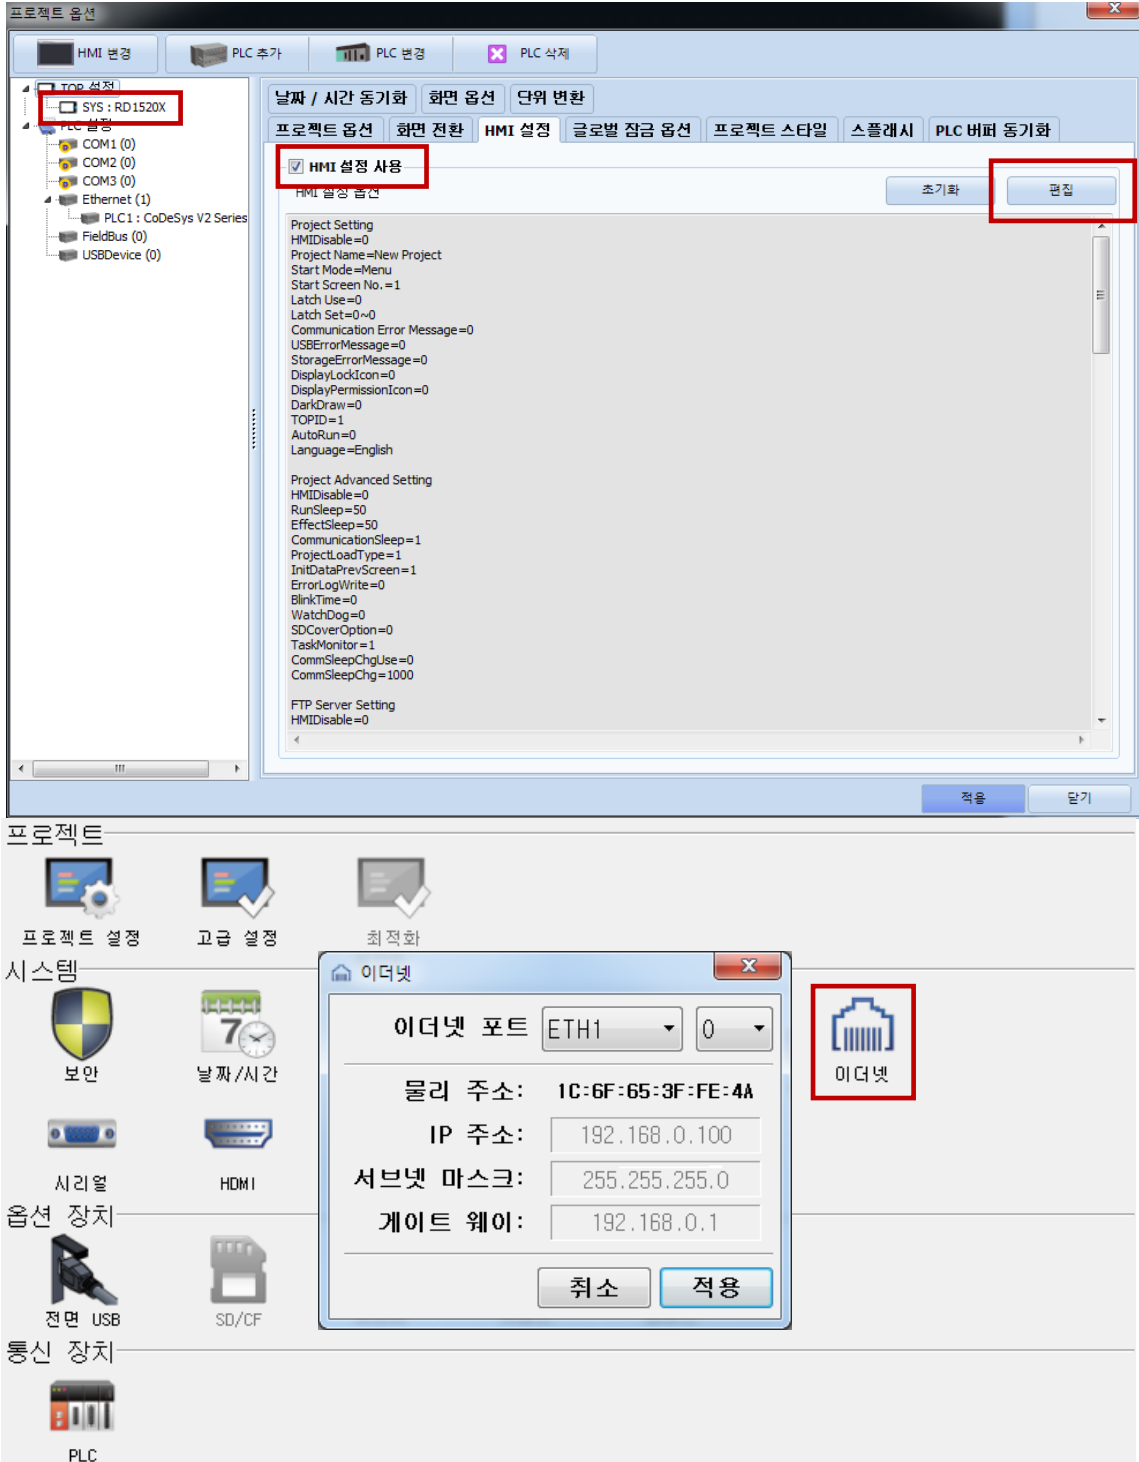 프로젝트 옵션
HMI 변경
PLC 추가
PLC 변경
PLC 삭제
TOP 설정
SYS : RD1520X
PLC 설정
COM1 (0)
COM2 (0)
COM3 (0)
Ethernet (1)
PLC1 : CoDeSys V2 Series
FieldBus (0)
USBDevice (0)
날짜 / 시간 동기화 화면 옵션 단위 변환
프로젝트 옵션 화면 전환 HMI 설정 글로벌 잠금 옵션 프로젝트 스타일 스플래시 PLC 버퍼 동기화
HMI 설정 사용
HMI 설정 옵션
초기화
편집
Project Setting
HMIDisable=0
Project Name=New Project
Start Mode=Menu
Start Screen No.=1
Latch Use=0
Latch Set=0~0
Communication Error Message=0
USBErrorMessage=0
StorageErrorMessage=0
DisplayLockIcon=0
DisplayPermissionIcon=0
DarkDraw=0
TOPID=1
AutoRun=0
Language=English
Project Advanced Setting
HMIDisable=0
RunSleep=50
EffectSleep=50
CommunicationSleep=1
ProjectLoadType=1
InitDataPrevScreen=1
ErrorLogWrite=0
BlinkTime=0
WatchDog=0
SDCoverOption=0
TaskMonitor=1
CommSleepChgUse=0
CommSleepChg=1000
FTP Server Setting
HMIDisable=0
적용
닫기
프로젝트
프로젝트 설정
고급 설정
최적화
시스템
보안
날짜/시간
이더넷
시리얼
HDMI
옵션 장치
전면 USB
SD/CF
통신 장치
PLC
이더넷
이더넷 포트 ETH1 0
물리 주소: 1C:6F:65:3F:FE:4A
IP 주소: 192.168.0.100
서브넷 마스크: 255.255.255.0
게이트 웨이: 192.168.0.1
취소
적용